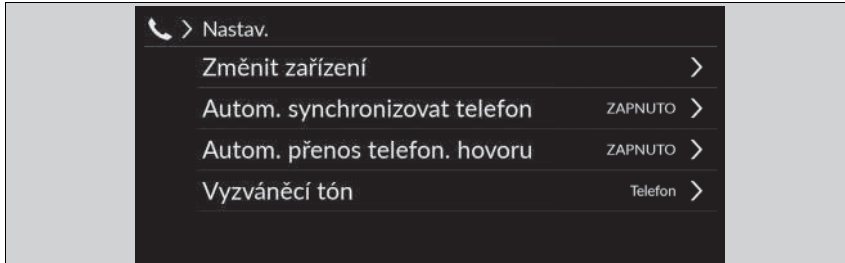 Nastav.
Změnit zařízení
Autom. synchronizovat telefon ZAPNUTO
Autom. přenos telefon. hovoru ZAPNUTO
Vyzváněcí tón Telefon